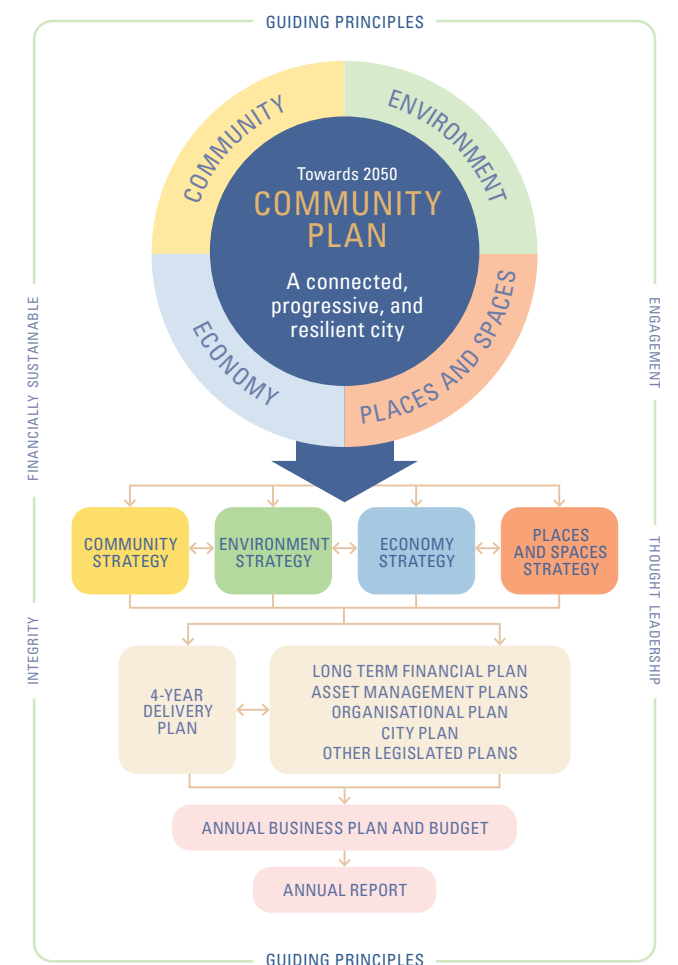 GUIDING PRINCIPLES
COMMUNITY
ENVIRONMENT
Towards 2050
COMMUNITY
PLAN
A connected,
progressive, and
resilient city
ECONOMY
PLACES AND SPACES
FINANCIALLY SUSTAINABLE
ENGAGEMENT
COMMUNITY
STRATEGY
ENVIRONMENT
STRATEGY
ECONOMY
STRATEGY
PLACES
AND SPACES
STRATEGY
INTEGRITY
THOUGHT LEADERSHIP
4-YEAR
DELIVERY
PLAN
LONG TERM FINANCIAL PLAN
ASSET MANAGEMENT PLANS
ORGANISATIONAL PLAN
CITY PLAN
OTHER LEGISLATED PLANS
ANNUAL BUSINESS PLAN AND BUDGET
ANNUAL REPORT
GUIDING PRINCIPLES